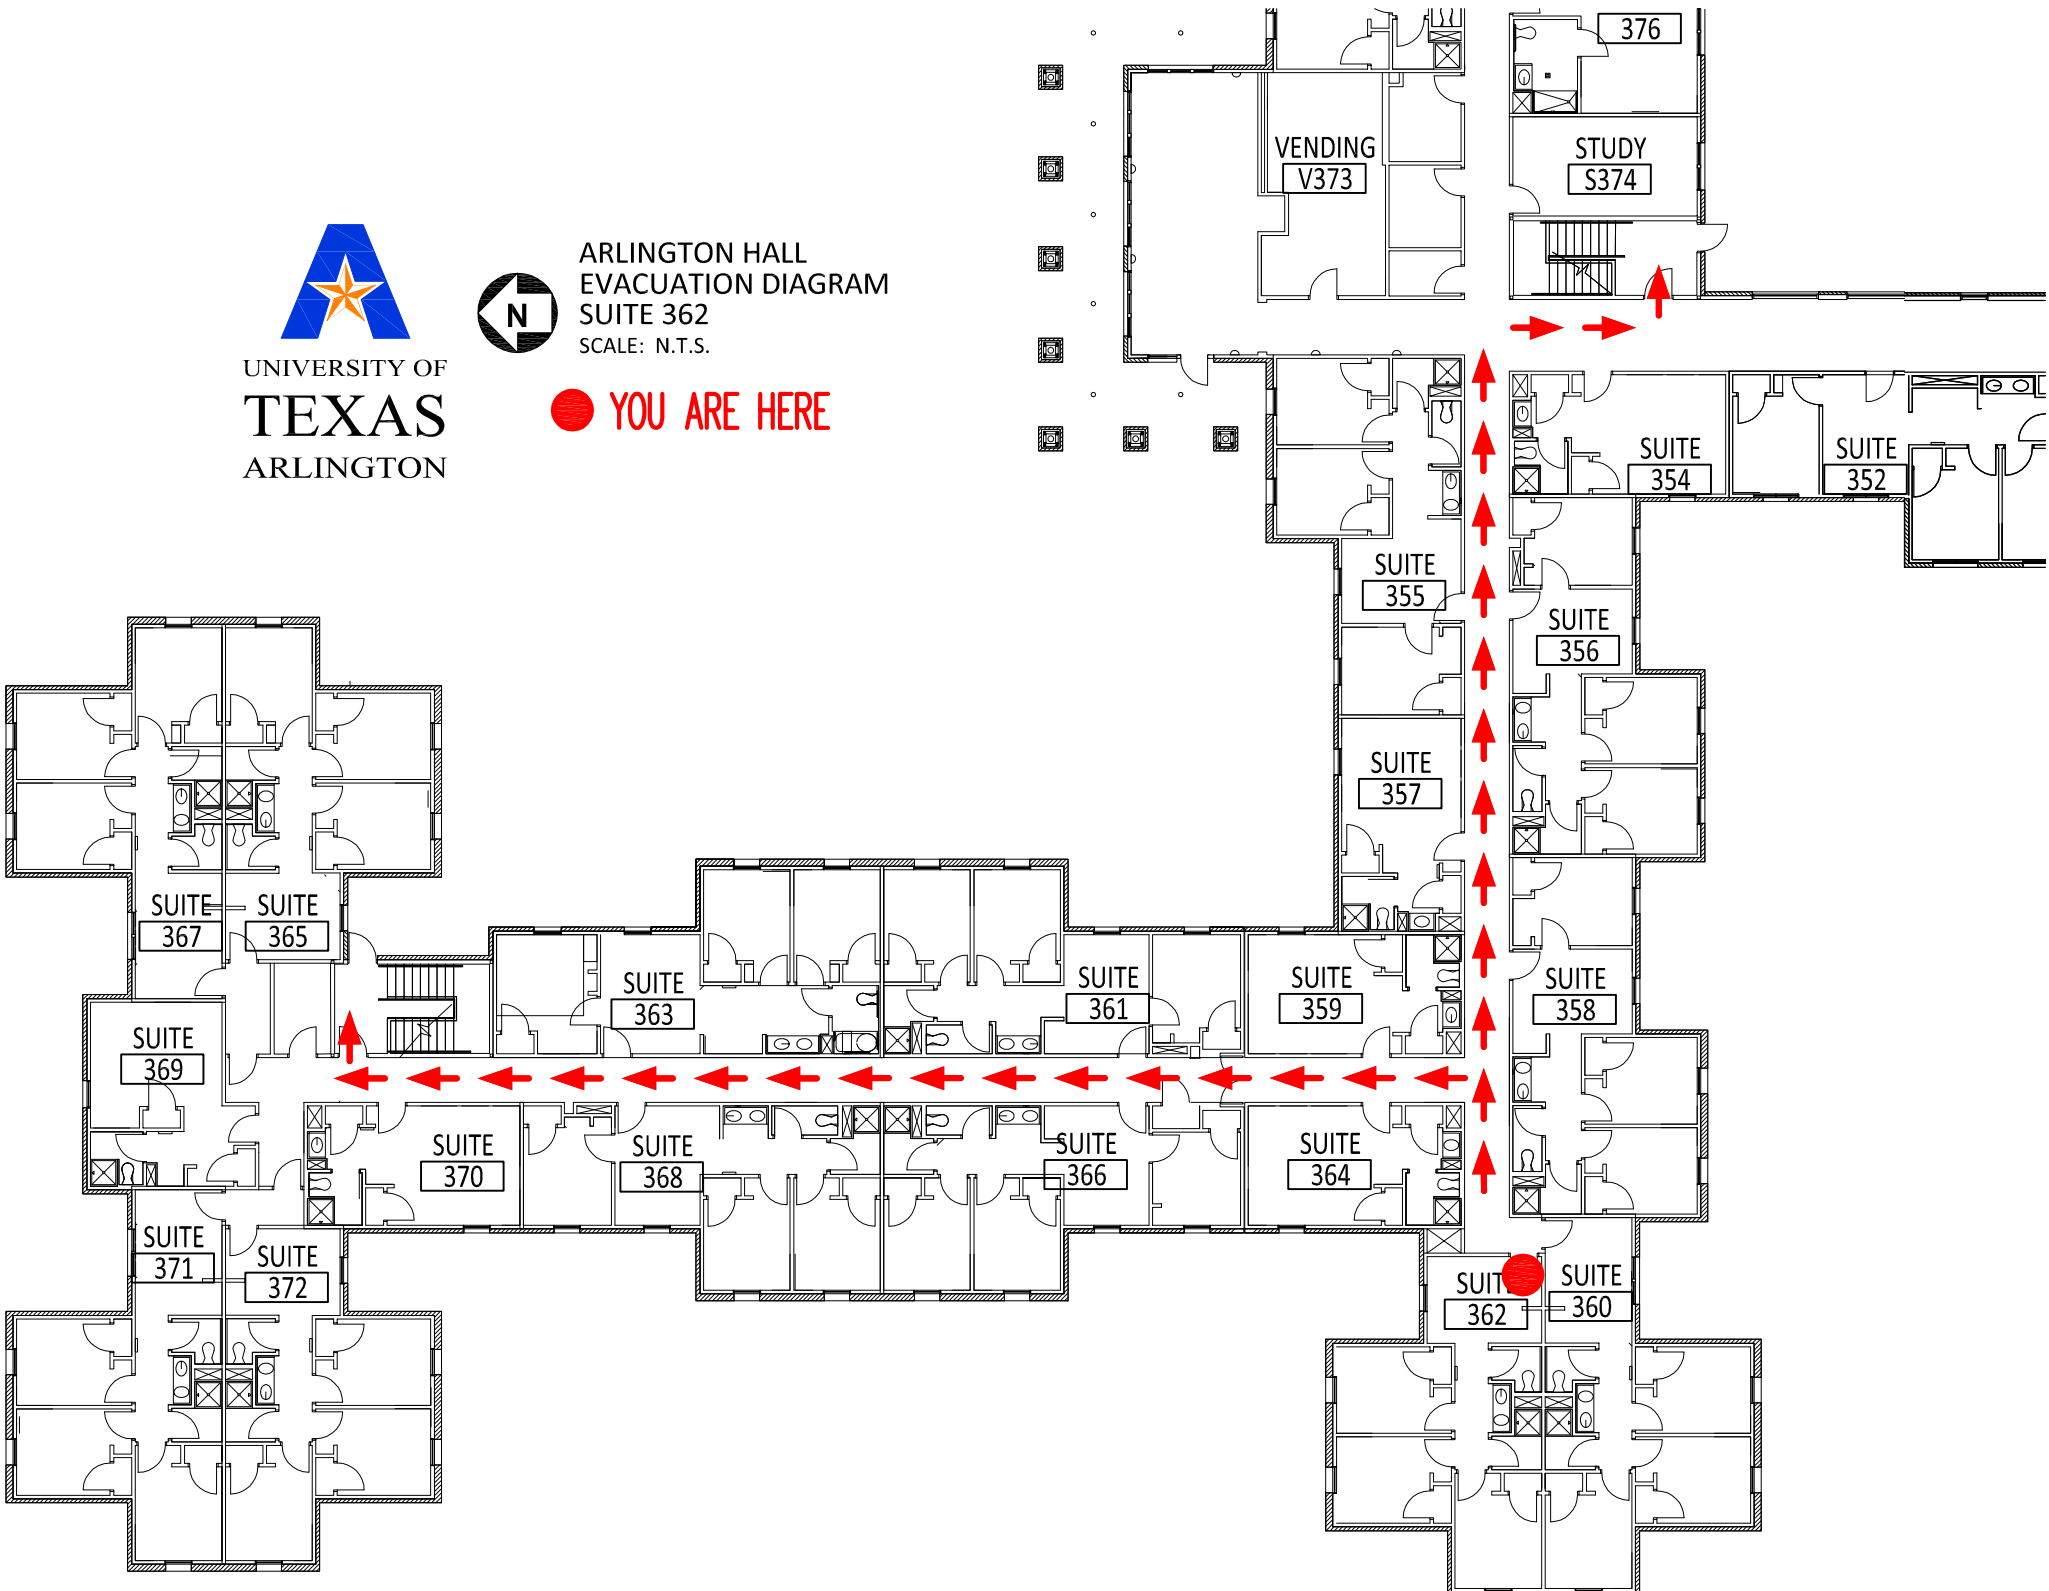 376
VENDING
V373
STUDY
S374
UNIVERSITY OF
TEXAS
ARLINGTON
N
ARLINGTON HALL
EVACUATION DIAGRAM
SUITE 362
SCALE: N.T.S.
YOU ARE HERE
SUITE
354
SUITE
352
SUITE
355
SUITE
356
SUITE
357
SUITE
367
SUITE
365
SUITE
363
SUITE
361
SUITE
359
SUITE
358
SUITE
369
SUITE
370
SUITE
368
SUITE
366
SUITE
364
SUITE
371
SUITE
372
SUITE
362
SUITE
360